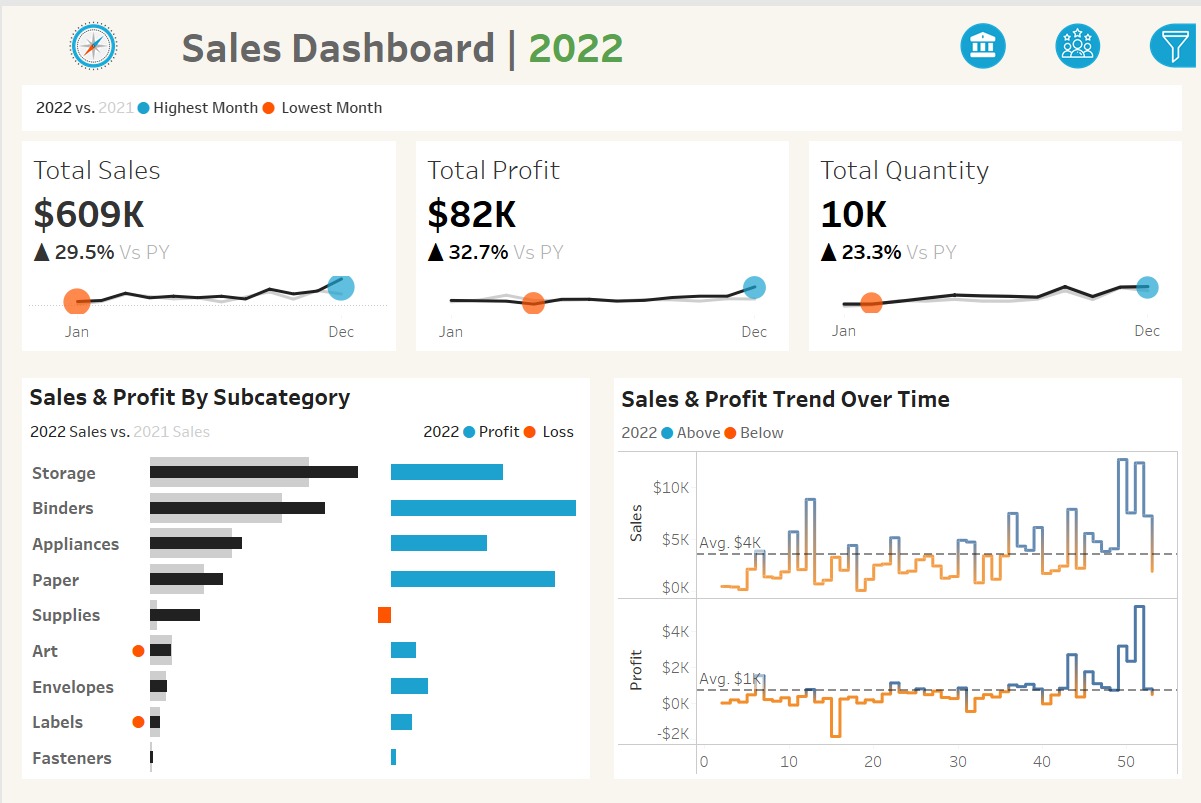 Sales Dashboard | 2022
2022 vs. 2021 Highest Month Lowest Month
Total Sales
$609K
▲ 29.5% Vs PY
Jan Dec
Total Profit
$82K
▲ 32.7% Vs PY
Jan Dec
Total Quantity
10K
▲ 23.3% Vs PY
Jan Dec
Sales & Profit By Subcategory
2022 Sales vs. 2021 Sales
2022 Profit Loss
Storage
Binders
Appliances
Paper
Supplies
Art
Envelopes
Labels
Fasteners
Sales & Profit Trend Over Time
2022 Above Below
Sales
$10K
$5K
$0K
Avg. $4K
Profit
$4K
$2K
$0K
-$2K
Avg. $1K
0 10 20 30 40 50